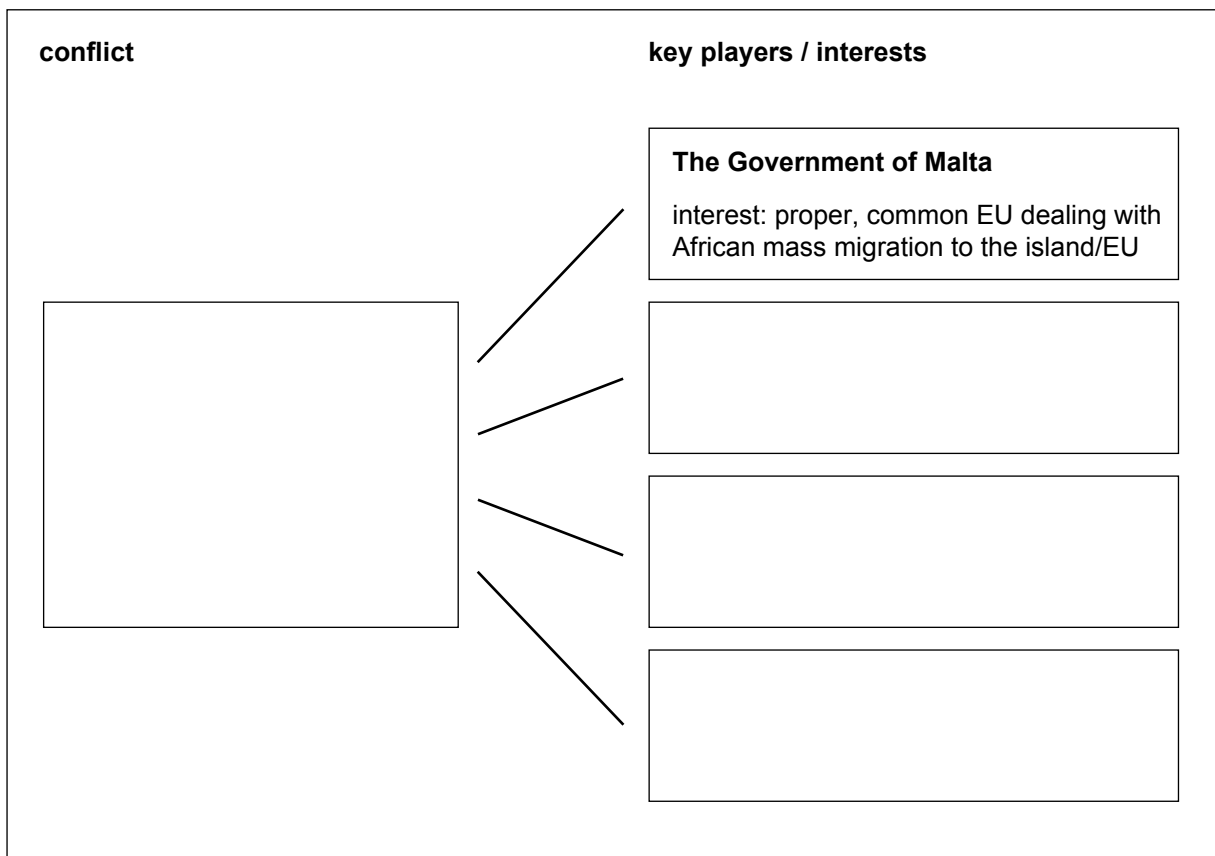 conflict
key players / interests
The Government of Malta
interest: proper, common EU dealing with
African mass migration to the island/EU